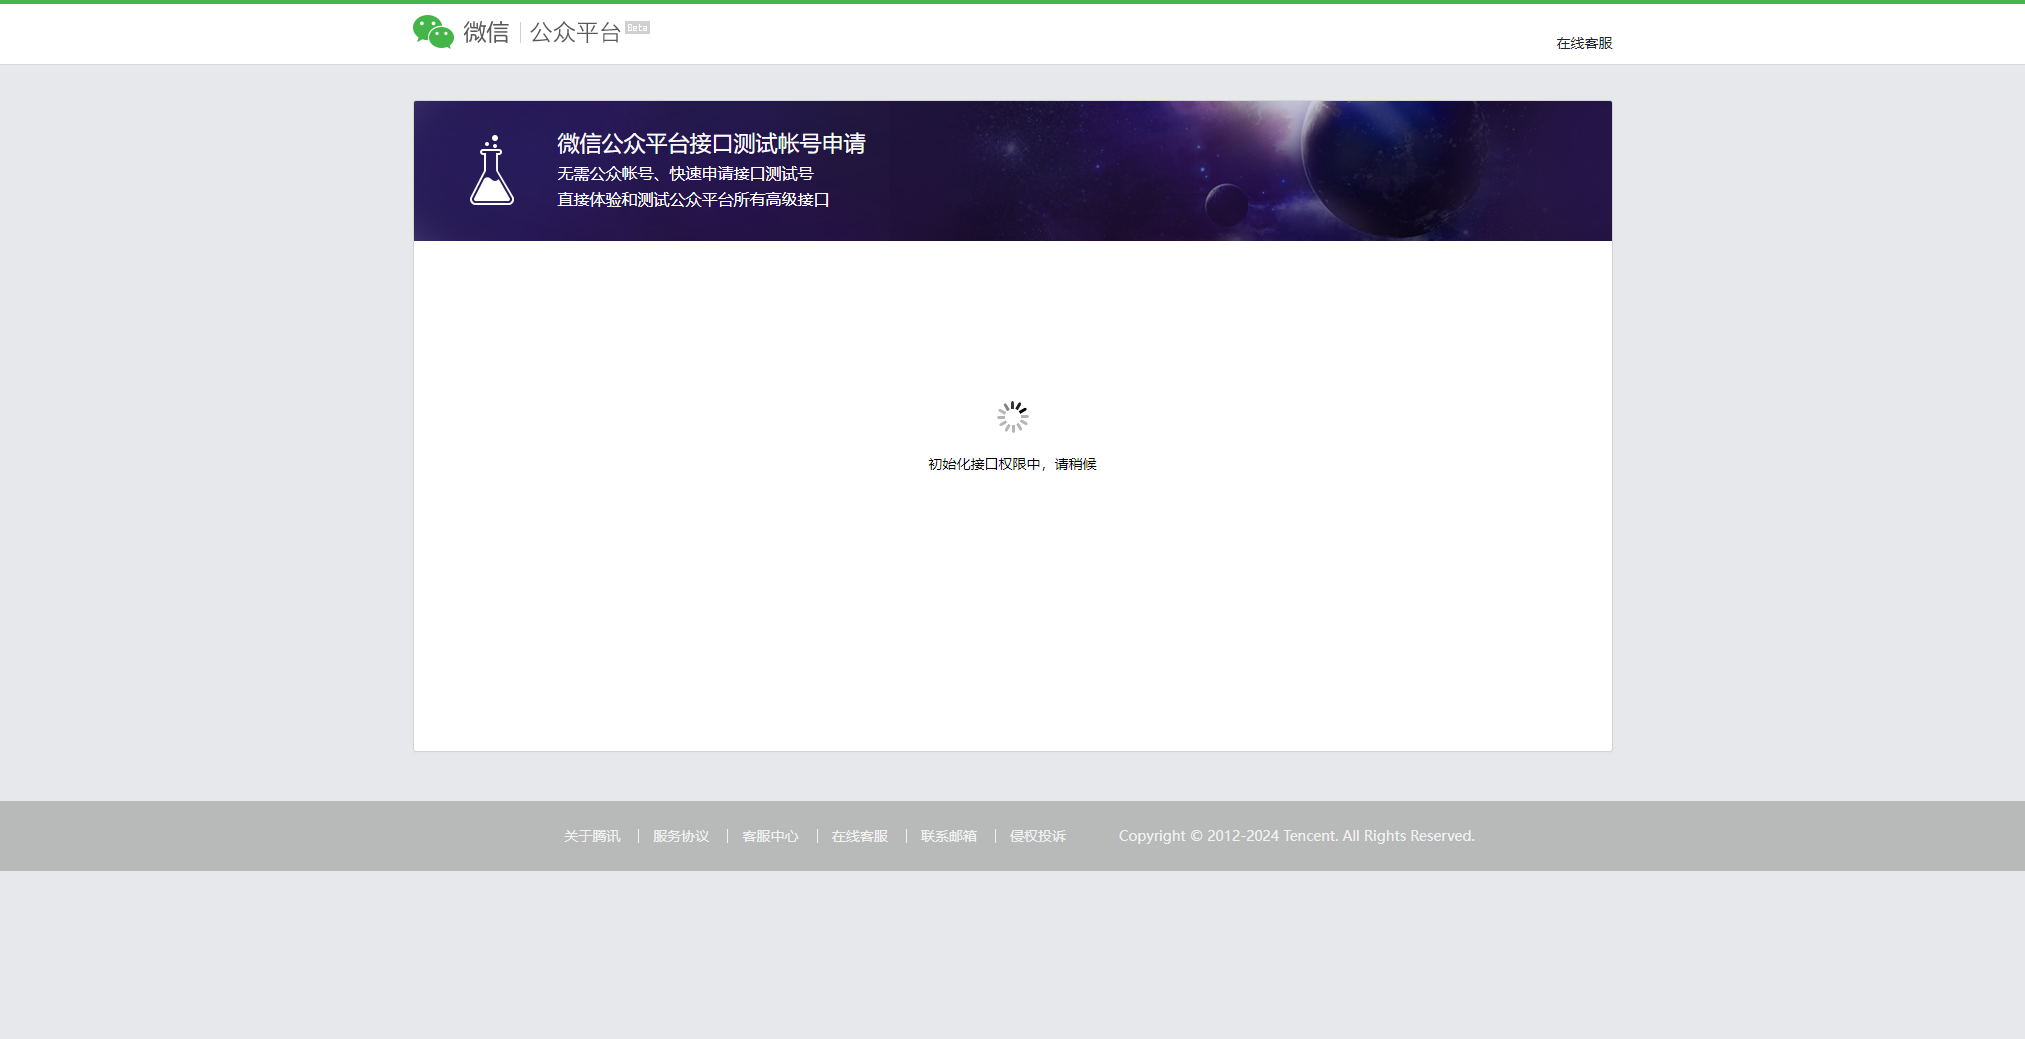 微信 公众平台 Beta
在线客服
微信公众平台接口测试帐号申请
无需公众帐号、快速申请接口测试号
直接体验和测试公众平台所有高级接口
初始化接口权限中，请稍候
关于腾讯 服务协议 客服中心 在线客服 联系邮箱 侵权投诉 Copyright © 2012-2024 Tencent. All Rights Reserved.